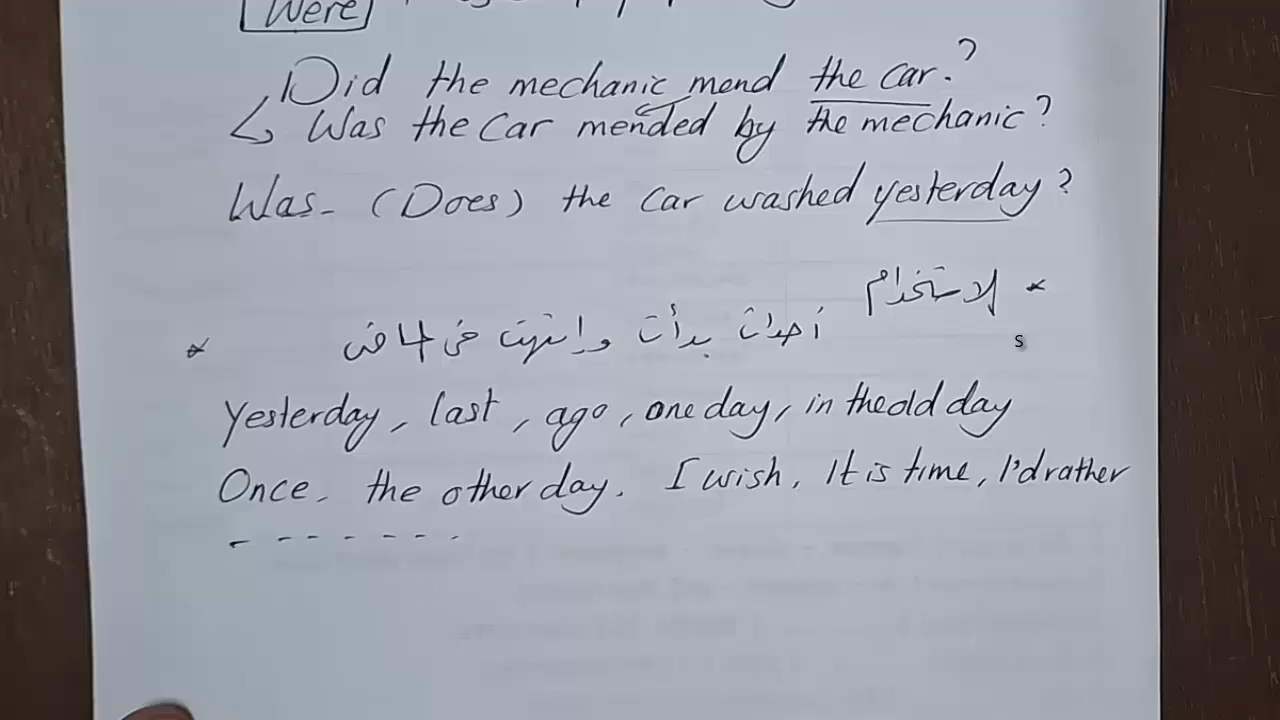 Were
Did the mechanic mend the car.?
Was the car mended by the mechanic?
Was- (Does) the car washed yesterday?
* الاستخدام
* أحداث بدأت وانتهت في الماضي
s
Yesterday, last, ago, one day, in the old day
Once, the other day. I wish, It is time, I'd rather
- - - - - - -